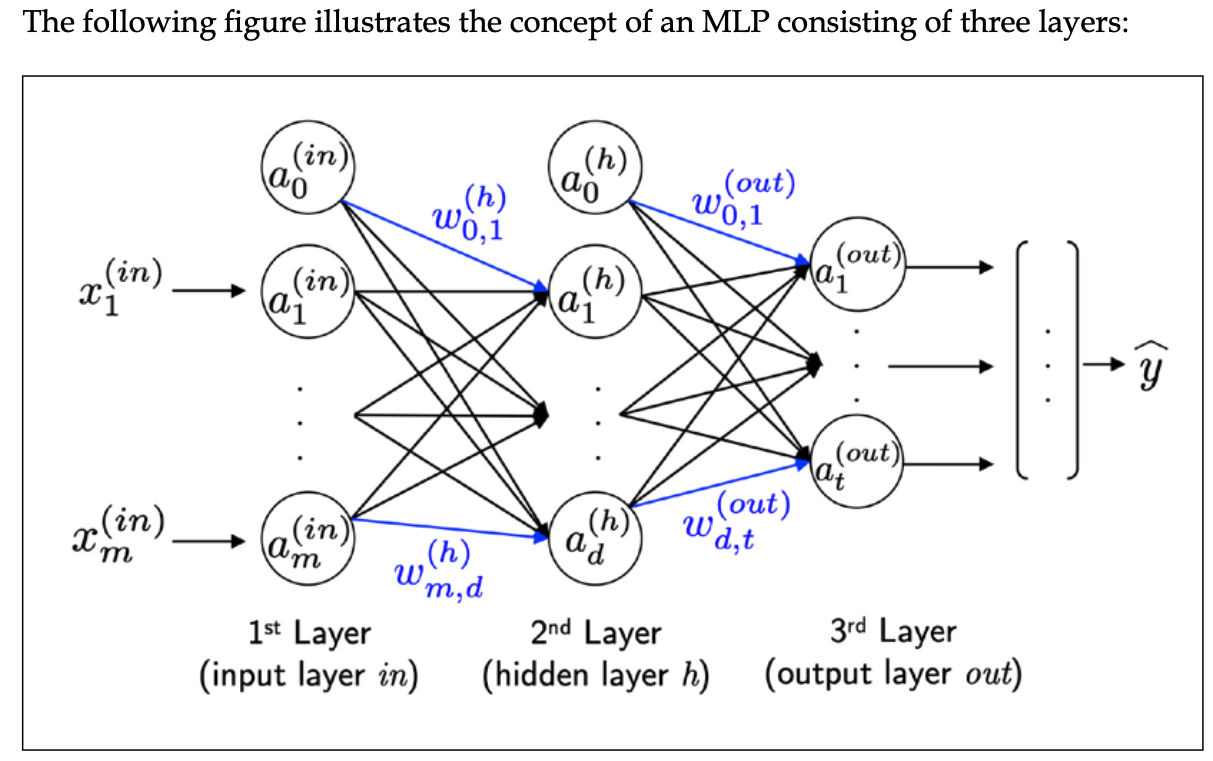 The following figure illustrates the concept of an MLP consisting of three layers:
a_0^{(in)} a_0^{(h)}
w_{0,1}^{(h)} w_{0,1}^{(out)}
x_1^{(in)} a_1^{(in)} a_1^{(h)} a_1^{(out)}
ŷ
a_t^{(out)}
x_m^{(in)} a_m^{(in)} a_d^{(h)}
w_{m,d}^{(h)} w_{d,t}^{(out)}
1st Layer 2nd Layer 3rd Layer
(input layer in) (hidden layer h) (output layer out)